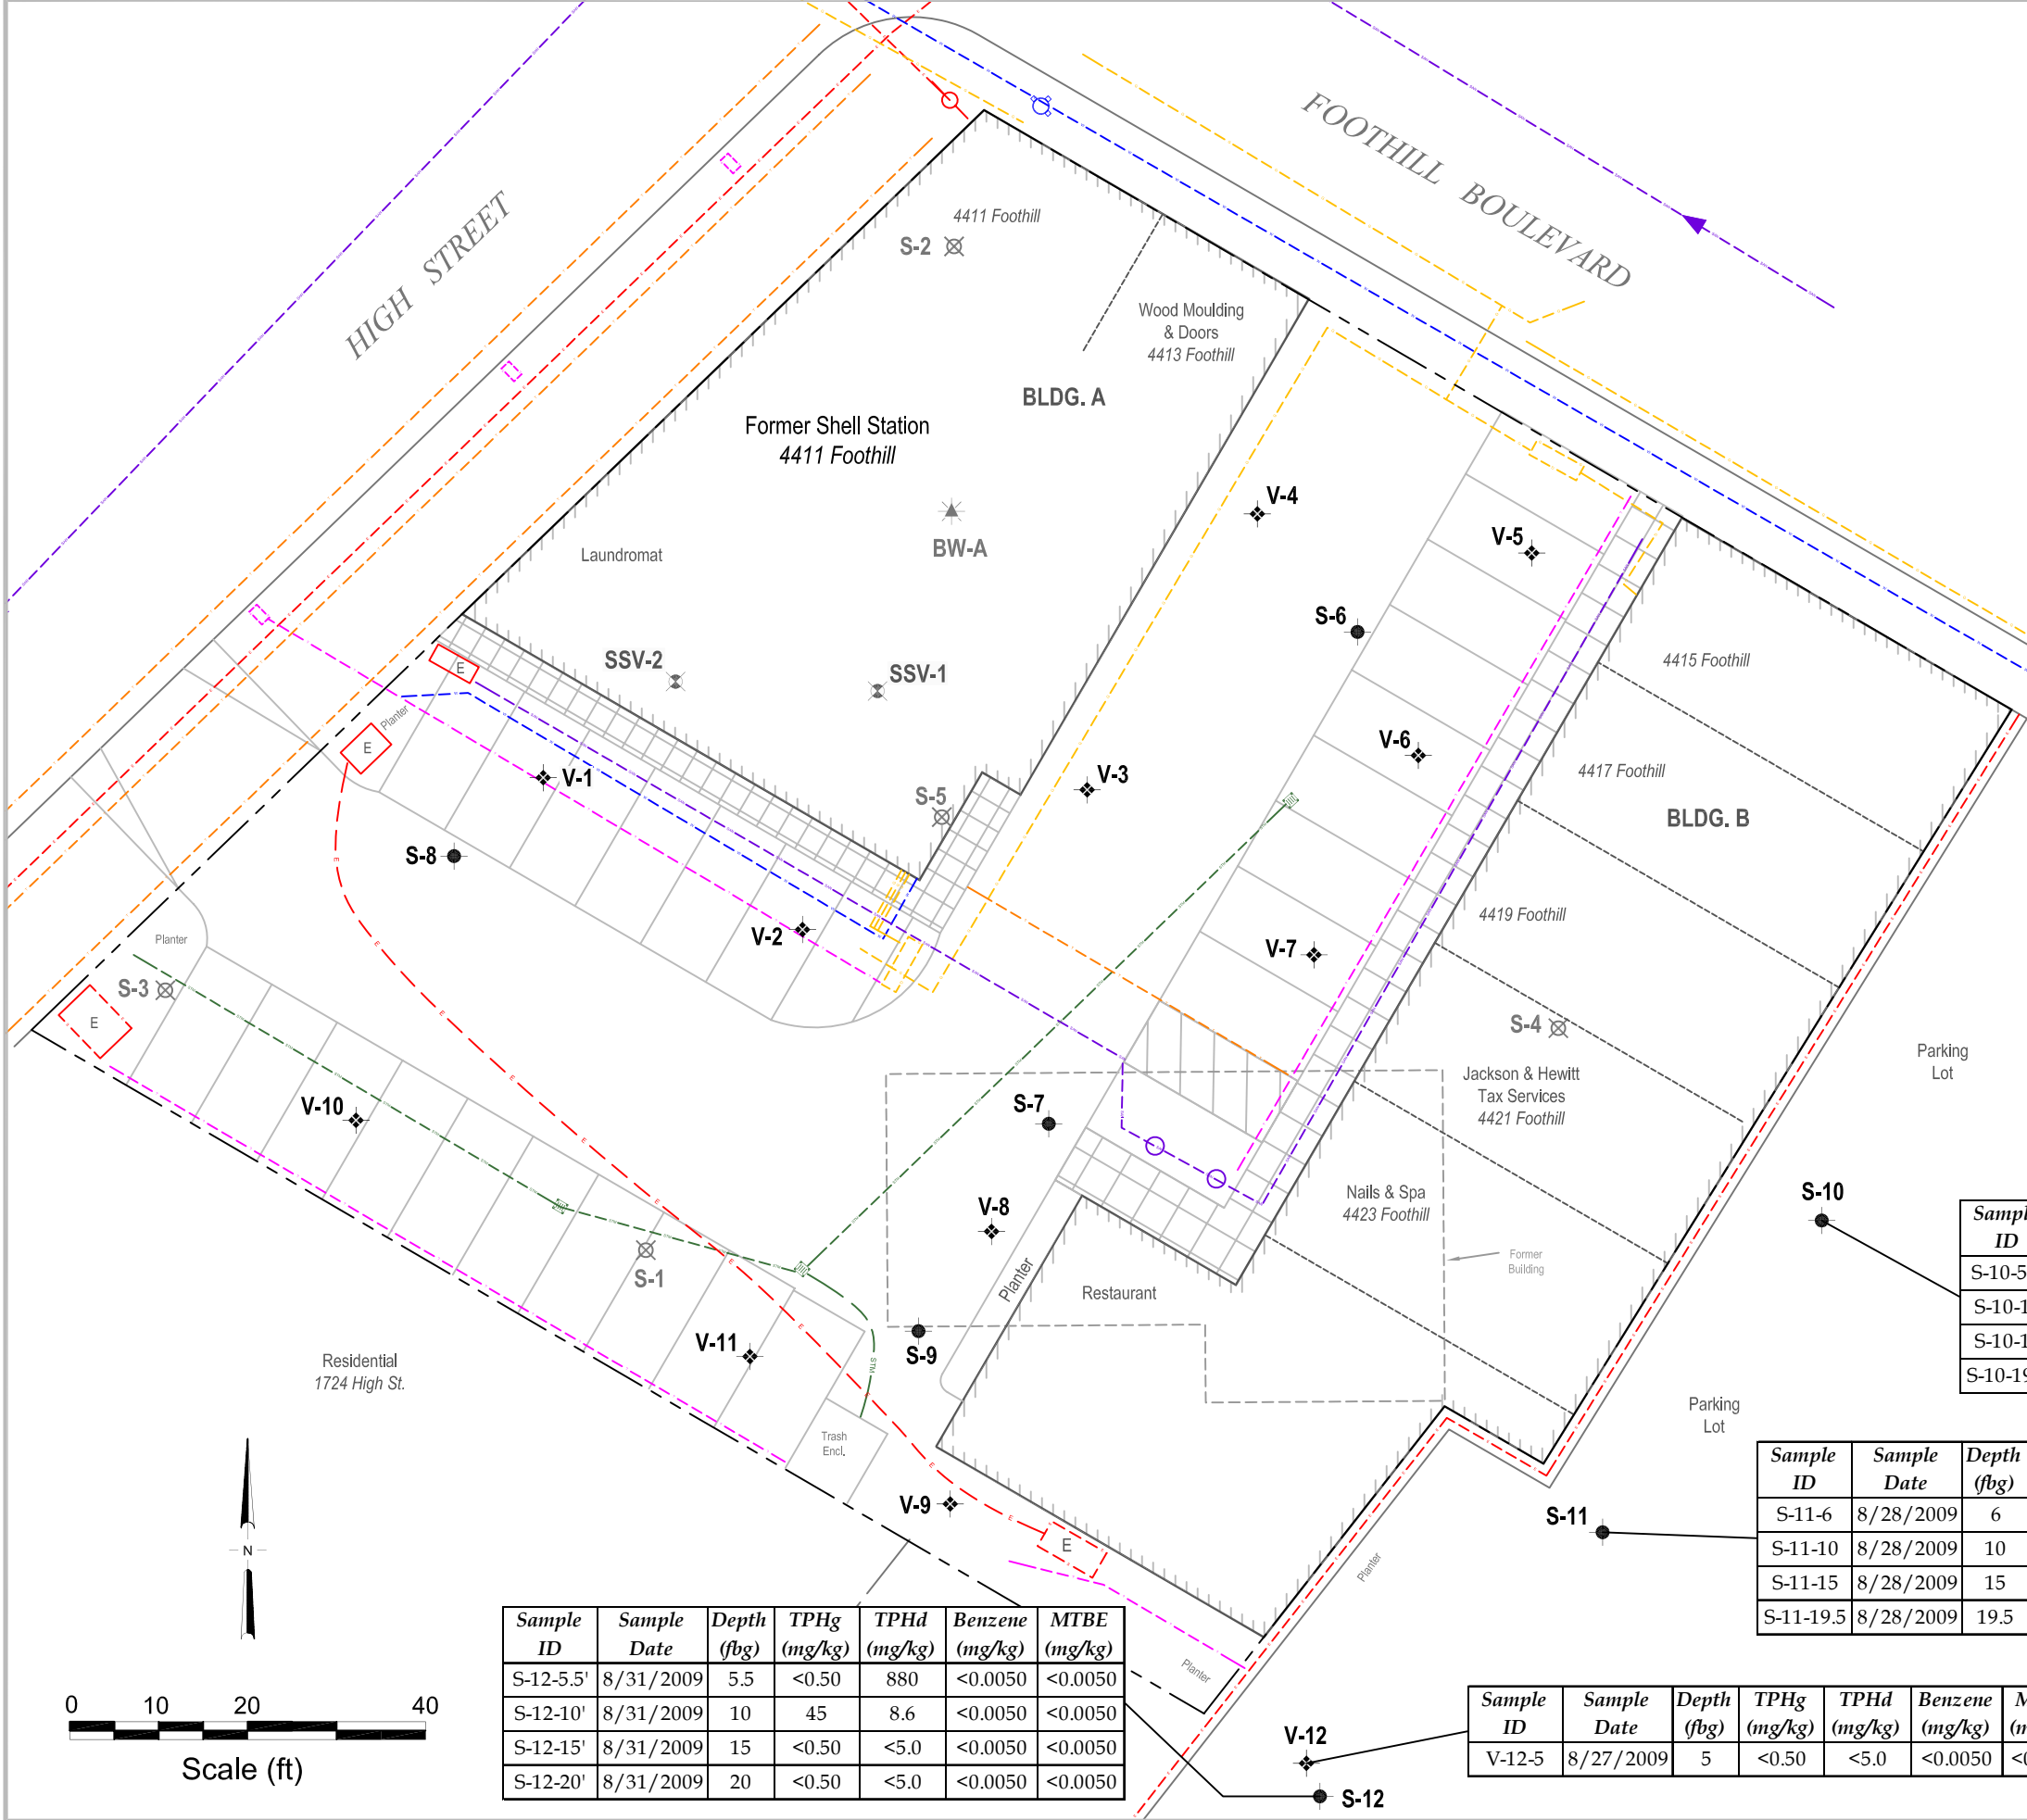 HIGH STREET
FOOTHILL BOULEVARD
4411 Foothill
S-2
Wood Moulding
& Doors
4413 Foothill
BLDG. A
Former Shell Station
4411 Foothill
BW-A
Laundromat
V-4
V-5
S-6
SSV-2
SSV-1
4415 Foothill
E
Planter
E
V-1
V-3
V-6
4417 Foothill
S-5
BLDG. B
S-8
V-2
V-7
4419 Foothill
Planter
S-3
E
S-4
Jackson & Hewitt
Tax Services
4421 Foothill
Parking
Lot
V-10
S-7
Nails & Spa
4423 Foothill
S-10
V-8
Former
Building
S-1
Planter
Restaurant
V-11
S-9
STM
Residential
1724 High St.
Trash
Encl.
Parking
Lot
V-9
E
S-11
Planter
Planter
N
0 10 20 40
Scale (ft)
Sample ID Sample Date Depth (fbg) TPHg (mg/kg) TPHd (mg/kg) Benzene (mg/kg) MTBE (mg/kg)
S-12-5.5' 8/31/2009 5.5 <0.50 880 <0.0050 <0.0050
S-12-10' 8/31/2009 10 45 8.6 <0.0050 <0.0050
S-12-15' 8/31/2009 15 <0.50 <5.0 <0.0050 <0.0050
S-12-20' 8/31/2009 20 <0.50 <5.0 <0.0050 <0.0050
V-12
S-12
Sample ID Sample Date Depth (fbg) TPHg (mg/kg) TPHd (mg/kg) Benzene (mg/kg)
V-12-5 8/27/2009 5 <0.50 <5.0 <0.0050
Sample ID Sample Date Depth (fbg)
S-11-6 8/28/2009 6
S-11-10 8/28/2009 10
S-11-15 8/28/2009 15
S-11-19.5 8/28/2009 19.5
Sample
ID
S-10-5
S-10-1
S-10-1
S-10-19